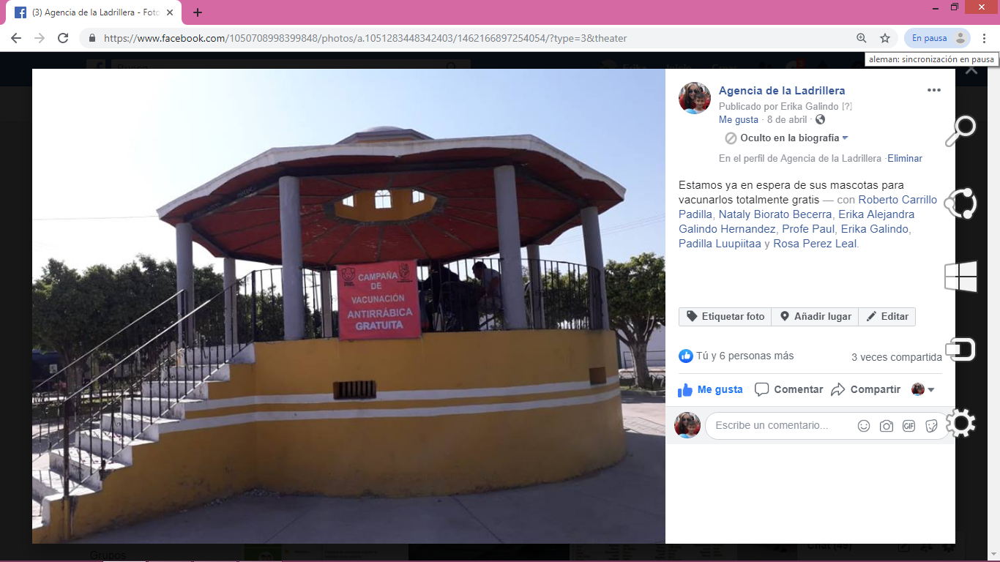 (3) Agencia de la Ladrillera - Foto
https://www.facebook.com/1050708998399848/photos/a.1051283448342403/1462166897254054/?type=3&theater
En pausa
aleman: sincronización en pausa
CAMPAÑA
DE
VACUNACIÓN
ANTIRRÁBICA
GRATUITA
Agencia de la Ladrillera
Publicado por Erika Galindo [?]
Me gusta · 8 de abril ·
Oculto en la biografía
En el perfil de Agencia de la Ladrillera ·Eliminar
Estamos ya en espera de sus mascotas para
vacunarlos totalmente gratis — con Roberto Carrillo
Padilla, Nataly Biorato Becerra, Erika Alejandra
Galindo Hernandez, Profe Paul, Erika Galindo,
Padilla Luupiitaa y Rosa Perez Leal.
Etiquetar foto
Añadir lugar
Editar
Tú y 6 personas más
3 veces compartida
Me gusta
Comentar
Compartir
Escribe un comentario...
GIF
Grupos
Chat (49)